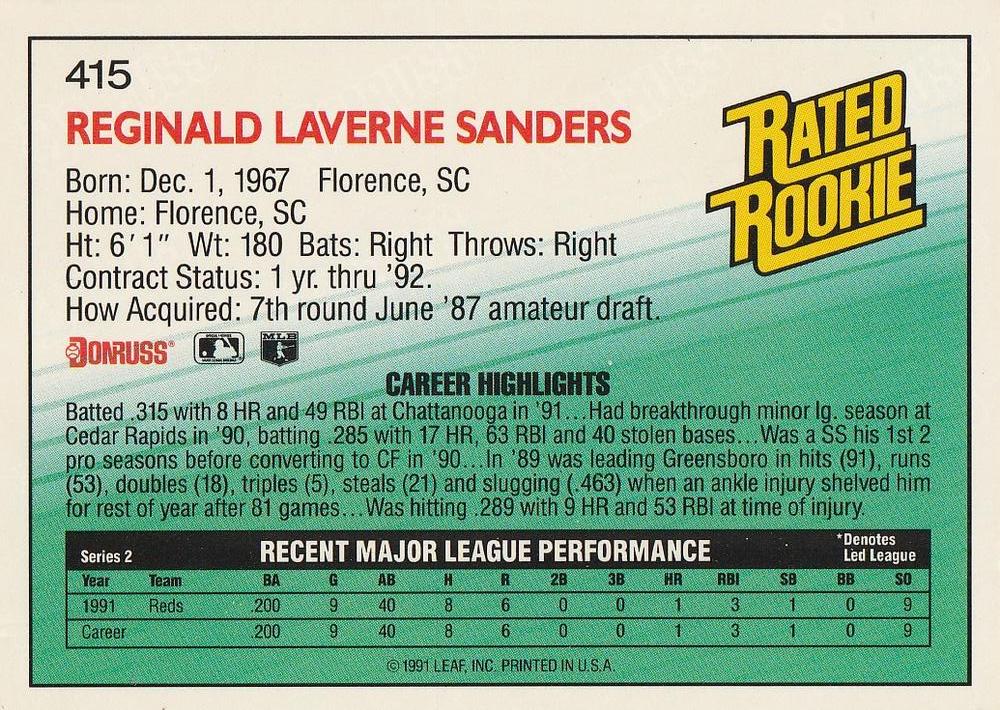 415
REGINALD LAVERNE SANDERS
RATED
ROOKIE
Born: Dec. 1, 1967 Florence, SC
Home: Florence, SC
Ht: 6' 1" Wt: 180 Bats: Right Throws: Right
Contract Status: 1 yr. thru '92.
How Acquired: 7th round June '87 amateur draft.
DONRUSS® MLB
CAREER HIGHLIGHTS
Batted .315 with 8 HR and 49 RBI at Chattanooga in '91...Had breakthrough minor lg. season at
Cedar Rapids in '90, batting .285 with 17 HR, 63 RBI and 40 stolen bases...Was a SS his 1st 2
pro seasons before converting to CF in '90...In '89 was leading Greensboro in hits (91), runs
(53), doubles (18), triples (5), steals (21) and slugging (.463) when an ankle injury shelved him
for rest of year after 81 games...Was hitting .289 with 9 HR and 53 RBI at time of injury.
Series 2 RECENT MAJOR LEAGUE PERFORMANCE *Denotes
Led League
Year Team BA G AB H R 2B 3B HR RBI SB BB SO
1991 Reds .200 9 40 8 6 0 0 1 3 1 0 9
Career .200 9 40 8 6 0 0 1 3 1 0 9
© 1991 LEAF, INC. PRINTED IN U.S.A.